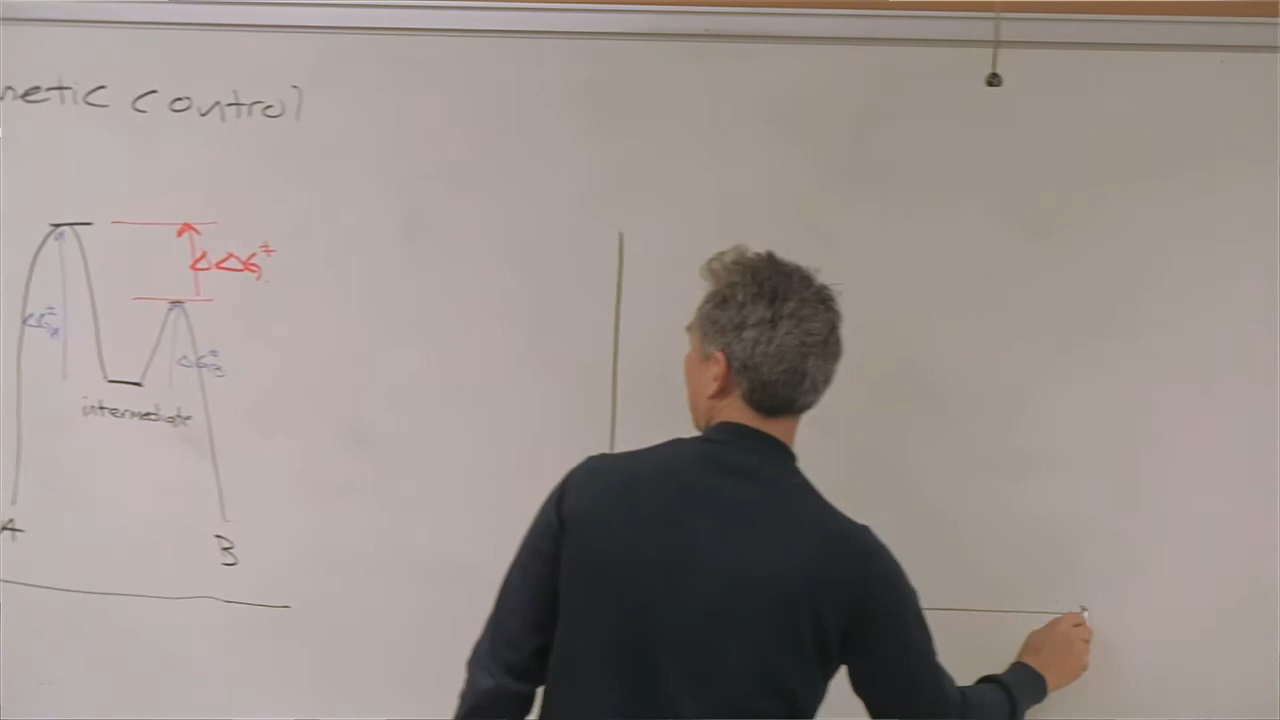 netic control
ΔΔG‡
ΔG‡A
ΔG‡B
intermediate
A
B